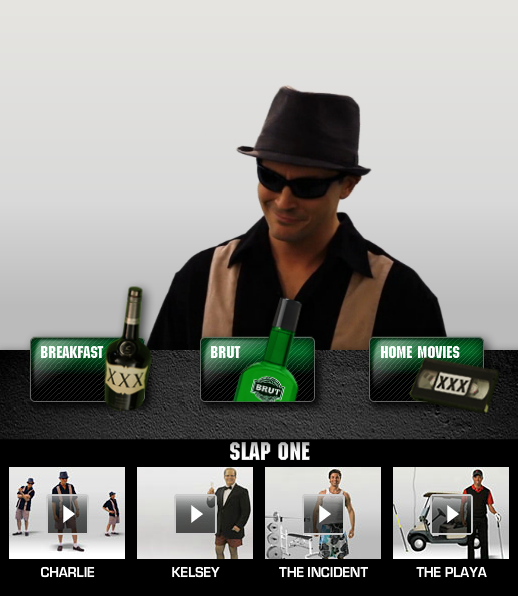 BREAKFAST
XXX
BRUT
BRUT
HOME MOVIES
XXX
SLAP ONE
CHARLIE
KELSEY
THE INCIDENT
THE PLAYA